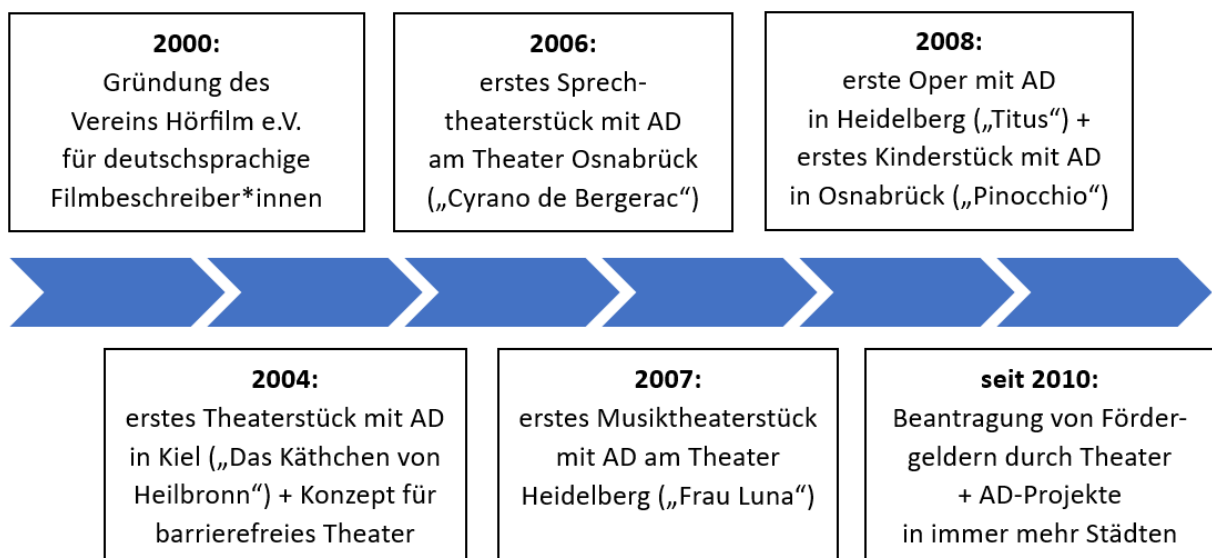 2000:
Gründung des
Vereins Hörfilm e.V.
für deutschsprachige
Filmbeschreiber*innen
2006:
erstes Sprech-
theaterstück mit AD
am Theater Osnabrück
(„Cyrano de Bergerac“)
2008:
erste Oper mit AD
in Heidelberg („Titus“) +
erstes Kinderstück mit AD
in Osnabrück („Pinocchio“)
2004:
erstes Theaterstück mit AD
in Kiel („Das Käthchen von
Heilbronn“) + Konzept für
barrierefreies Theater
2007:
erstes Musiktheaterstück
mit AD am Theater
Heidelberg („Frau Luna“)
seit 2010:
Beantragung von Förder-
geldern durch Theater
+ AD-Projekte
in immer mehr Städten